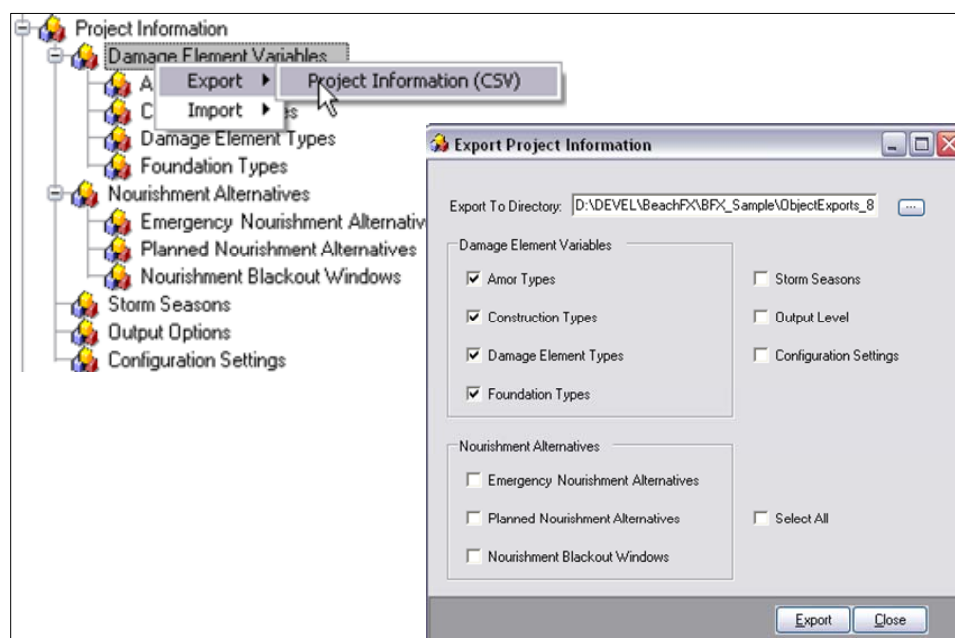 Project Information
Damage Element Variables
Export
Project Information (CSV)
A
Import
C
es
Damage Element Types
Foundation Types
Nourishment Alternatives
Emergency Nourishment Alternativ
Planned Nourishment Alternatives
Nourishment Blackout Windows
Storm Seasons
Output Options
Configuration Settings
Export Project Information
Export To Directory: D:\DEVEL\BeachFX\BFX_Sample\ObjectExports_8
...
Damage Element Variables
Amor Types
Storm Seasons
Construction Types
Output Level
Damage Element Types
Configuration Settings
Foundation Types
Nourishment Alternatives
Emergency Nourishment Alternatives
Planned Nourishment Alternatives
Select All
Nourishment Blackout Windows
Export
Close